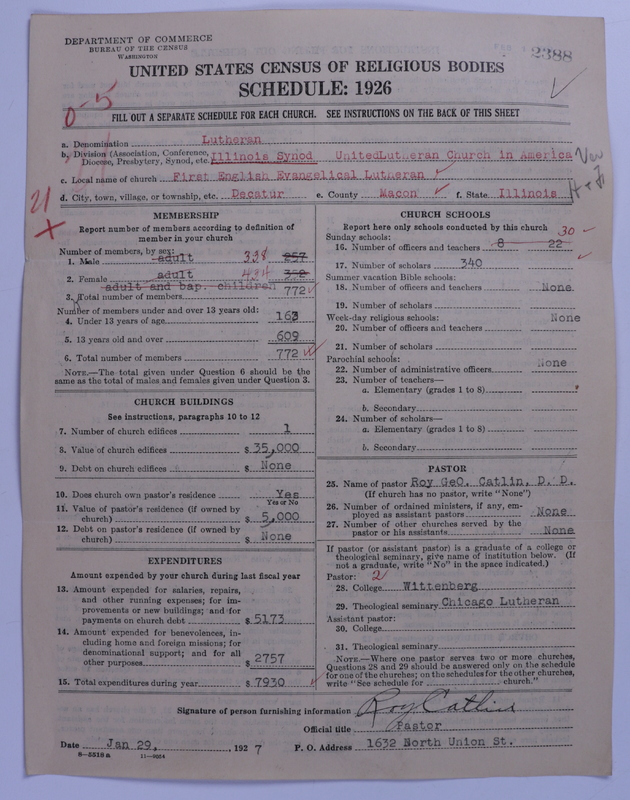 DEPARTMENT OF COMMERCE
BUREAU OF THE CENSUS
WASHINGTON
2388
UNITED STATES CENSUS OF RELIGIOUS BODIES
SCHEDULE: 1926
0-5
FILL OUT A SEPARATE SCHEDULE FOR EACH CHURCH. SEE INSTRUCTIONS ON THE BACK OF THIS SHEET
a. Denomination Lutheran
b. Division (Association, Conference, Diocese, Presbytery, Synod, etc. Illinois Synod UnitedLutheran Church in America
c. Local name of church First English Evangelical Lutheran
d. City, town, village, or township, etc. Decatur e. County Macon f. State Illinois
21
MEMBERSHIP
Report number of members according to definition of
member in your church
Number of members, by sex:
1. Male adult 338 257
2. Female adult 434 352
adult and bap. children
3. Total number of members 772
Number of members under and over 13 years old:
4. Under 13 years of age 163
5. 13 years old and over 609
6. Total number of members 772
NOTE.—The total given under Question 6 should be
same as the total of males and females given under Question 3.
CHURCH BUILDINGS
See instructions, paragraphs 10 to 12
7. Number of church edifices 1
8. Value of church edifices $ 35,000
9. Debt on church edifices $ None
10. Does church own pastor's residence Yes
Yes or No
11. Value of pastor's residence (if owned by
church) $ 5,000
12. Debt on pastor's residence (if owned by
church) $ None
EXPENDITURES
Amount expended by your church during last fiscal year
13. Amount expended for salaries, repairs,
and other running expenses; for im-
provements or new buildings; and for
payments on church debt $ 5173
14. Amount expended for benevolences, in-
cluding home and foreign missions; for
denominational support; and for all
other purposes $ 2757
15. Total expenditures during year $ 7930
CHURCH SCHOOLS
Report here only schools conducted by this church
Sunday schools: 30
16. Number of officers and teachers 8 22
17. Number of scholars 340
Summer vacation Bible schools:
18. Number of officers and teachers None
19. Number of scholars
Week-day religious schools: None
20. Number of officers and teachers
21. Number of scholars
Parochial schools: None
22. Number of administrative officers
23. Number of teachers—
a. Elementary (grades 1 to 8)
b. Secondary
24. Number of scholars—
a. Elementary (grades 1 to 8)
b. Secondary
PASTOR
25. Name of pastor Roy GeO. Catlin, D. D.
(If church has no pastor, write "None")
26. Number of ordained ministers, if any, em-
ployed as assistant pastors None
27. Number of other churches served by the
pastor or his assistants None
If pastor (or assistant pastor) is a graduate of a college or
theological seminary, give name of institution below. (If
not a graduate, write "No" in the space indicated.)
Pastor: 2
28. College Wittenberg
29. Theological seminary Chicago Lutheran
Assistant pastor:
30. College
31. Theological seminary
NOTE.—Where one pastor serves two or more churches,
Questions 28 and 29 should be answered only on the schedule
for one of the churches; on the schedules for the other churches,
write "See schedule for church."
Signature of person furnishing information Roy Catlin
Official title Pastor
Date Jan 29, 1927 P. O. Address 1632 North Union St.
8—5518a 11—9654